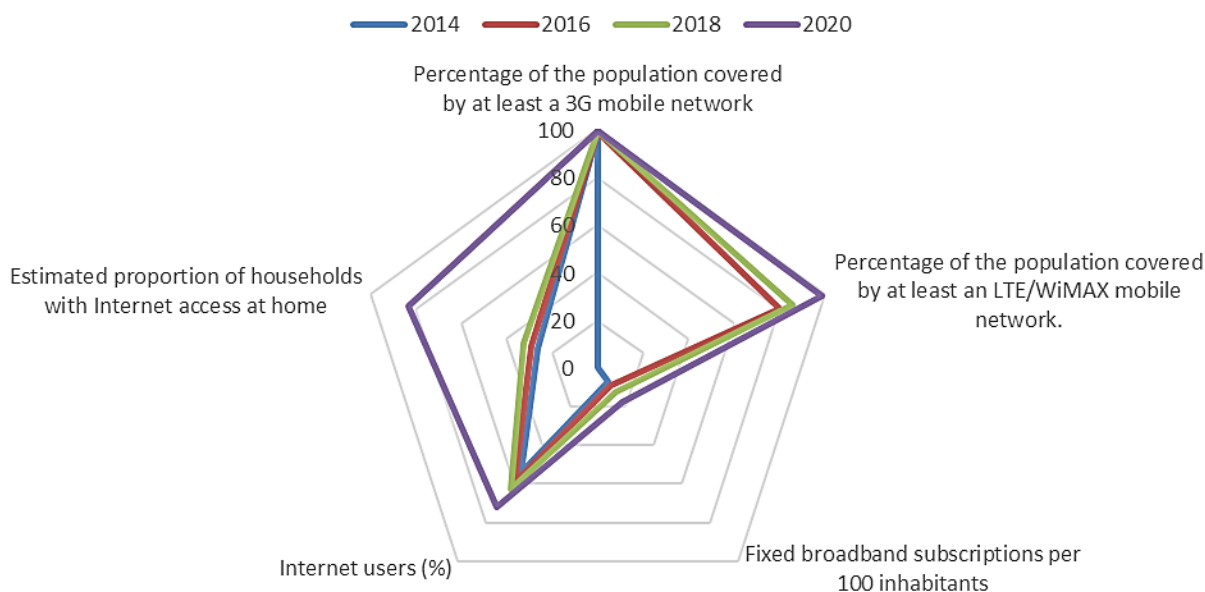 2014 2016 2018 2020
Percentage of the population covered
by at least a 3G mobile network
100
80
60
40
20
0
Percentage of the population covered
by at least an LTE/WiMAX mobile
network.
Fixed broadband subscriptions per
100 inhabitants
Internet users (%)
Estimated proportion of households
with Internet access at home